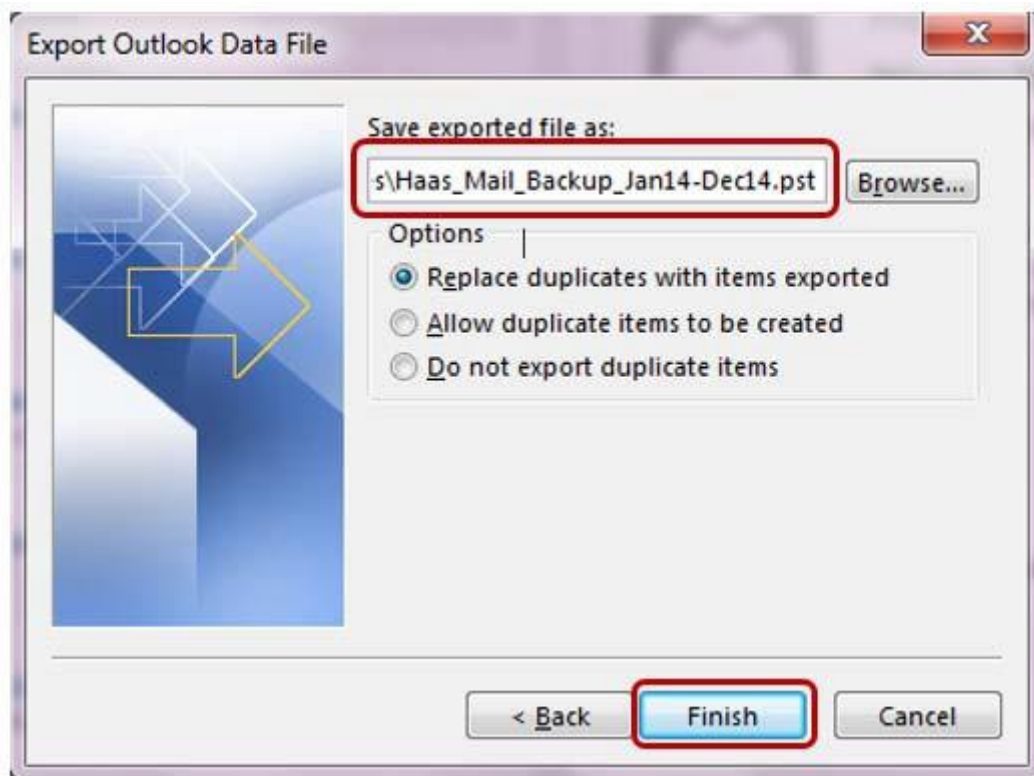 Export Outlook Data File
Save exported file as:
s\Haas_Mail_Backup_Jan14-Dec14.pst
Browse...
Options
Replace duplicates with items exported
Allow duplicate items to be created
Do not export duplicate items
< Back
Finish
Cancel